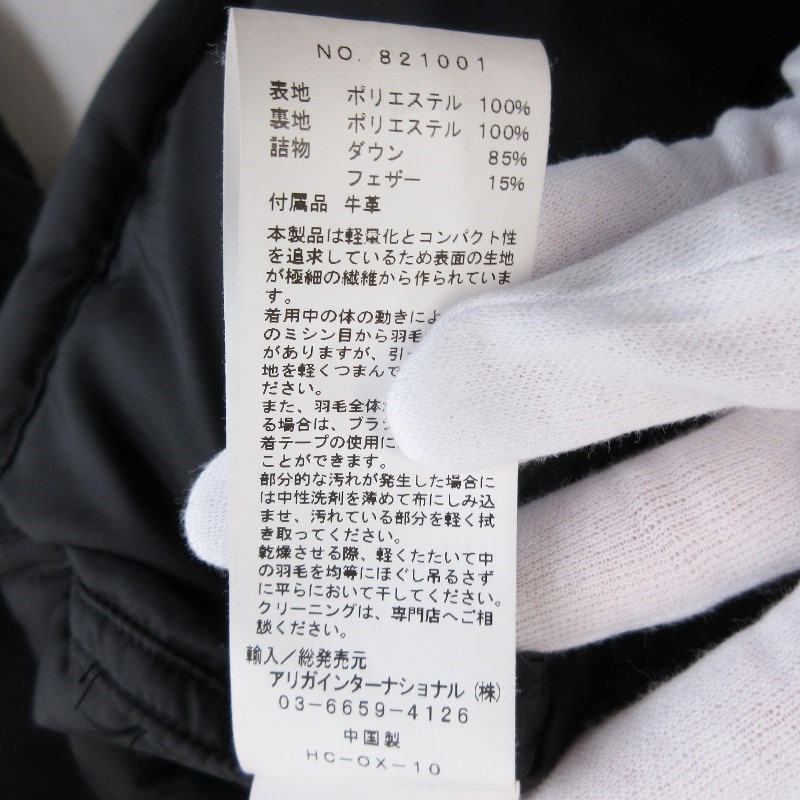 NO. 821001
表地 ポリエステル 100%
裏地 ポリエステル 100%
詰物 ダウン 85%
フェザー 15%
付属品 牛革
本製品は軽量化とコンパクト性
を追求しているため表面の生地
が極細の繊維から作られていま
す。
着用中の体の動きによ
のミシン目から羽毛
がありますが、引っ
地を軽くつまんで
ださい。
また、羽毛全体
る場合は、ブラ
着テープの使用に
ことができます。
部分的な汚れが発生した場合に
は中性洗剤を薄めて布にしみ込
ませ、汚れている部分を軽く拭
き取ってください。
乾燥させる際、軽くたたいて中
の羽毛を均等にほぐし吊るさず
に平らにおいて干してください。
クリーニングは、専門店へご相
談ください。
輸入/総発売元
アリガインターナショナル(株)
03-6659-4126
中国製
HC-OX-10